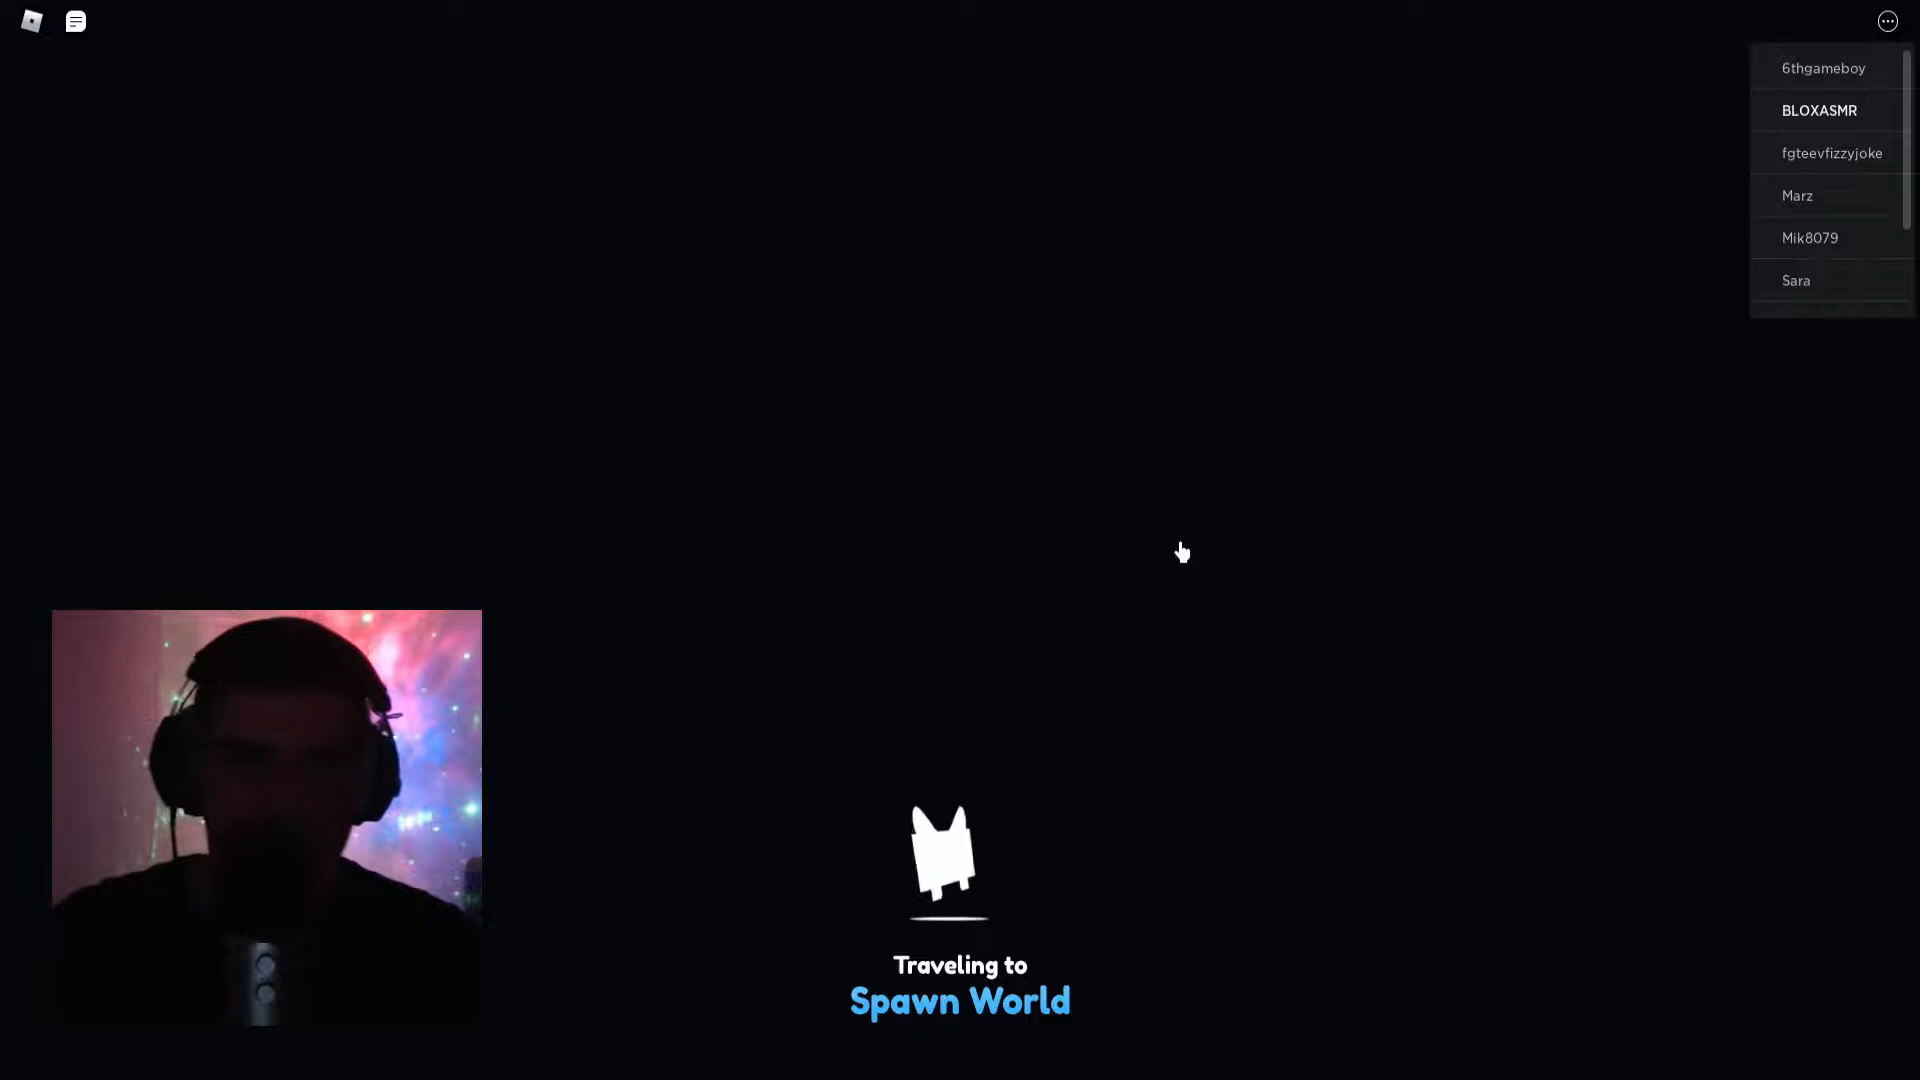 6thgameboy
BLOXASMR
fgteevfizzyjoke
Marz
Mik8079
Sara
Traveling to
Spawn World